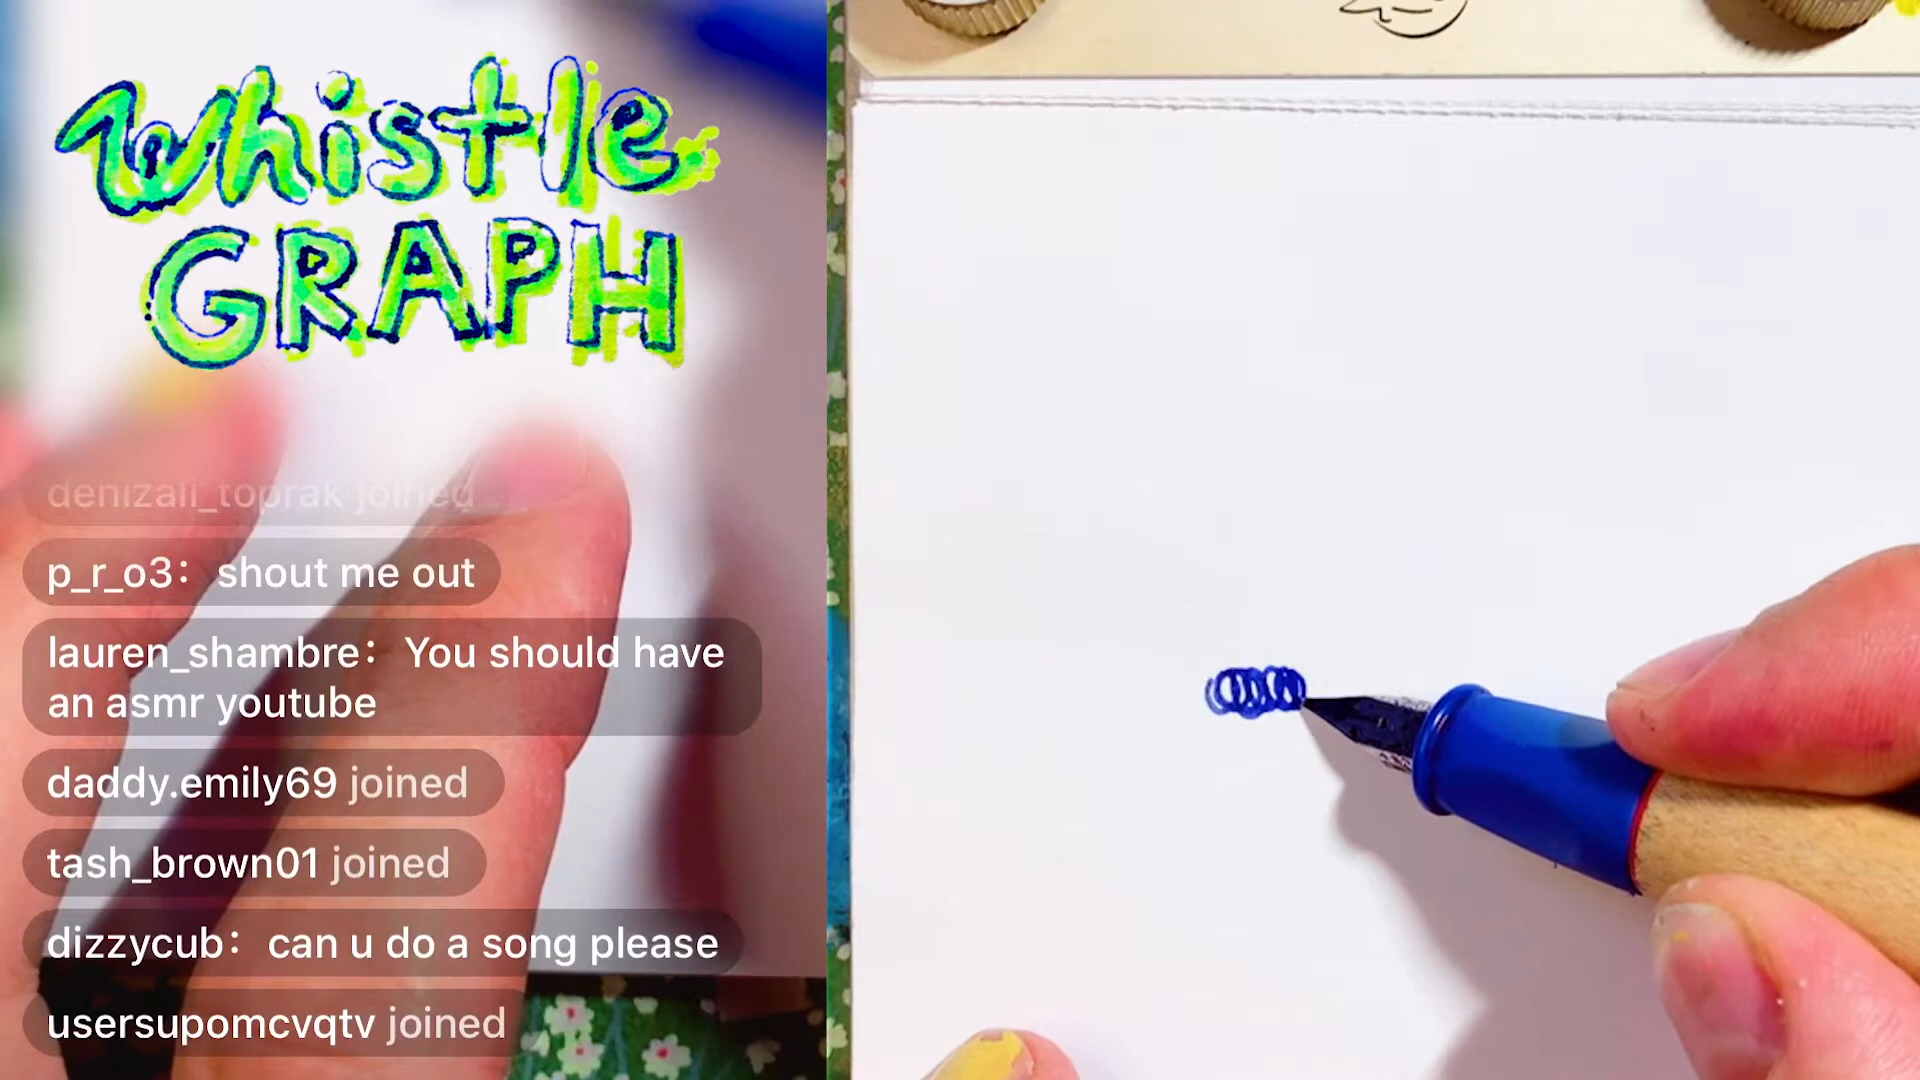 Whistle
GRAPH
denizali_toprak joined
p_r_o3: shout me out
lauren_shambre: You should have
an asmr youtube
daddy.emily69 joined
tash_brown01 joined
dizzycub: can u do a song please
usersupomcvqtv joined